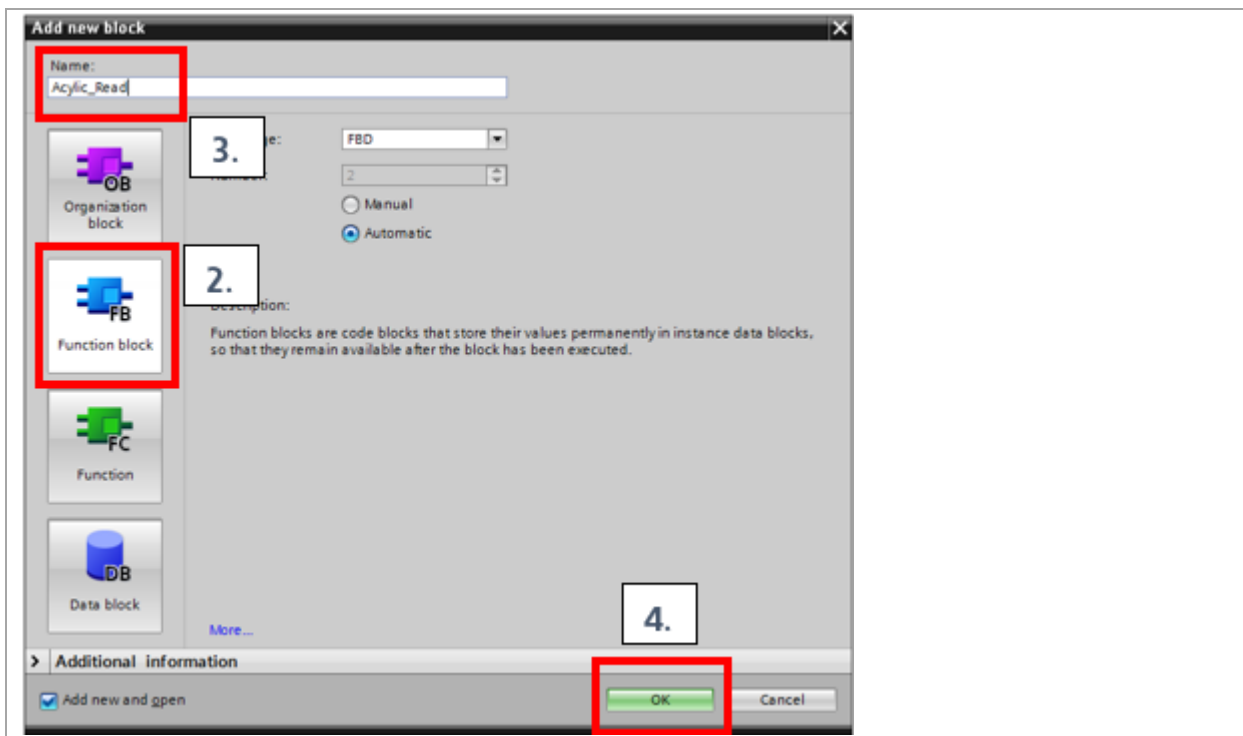 Add new block
Name:
Acylic_Read
3.
e:
FBD
2
OB
Organization
block
Manual
Automatic
2.
FB
Function block
Description:
Function blocks are code blocks that store their values permanently in instance data blocks,
so that they remain available after the block has been executed.
FC
Function
DB
Data block
4.
More...
> Additional information
Add new and open
OK
Cancel